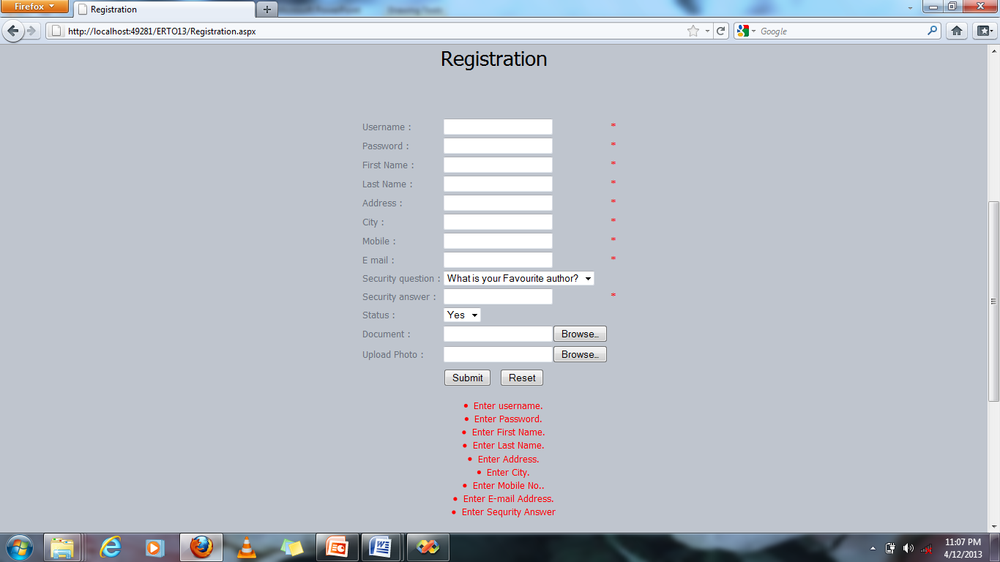 Firefox
Registration
http://localhost:49281/ERTO13/Registration.aspx
Google
Registration
Username :
*
Password :
*
First Name :
*
Last Name :
*
Address :
*
City :
*
Mobile :
*
E mail :
*
Security question : What is your Favourite author?
Security answer :
*
Status : Yes
Document : Browse_
Upload Photo : Browse_
Submit Reset
• Enter username.
• Enter Password.
• Enter First Name.
• Enter Last Name.
• Enter Address.
• Enter City.
• Enter Mobile No..
• Enter E-mail Address.
• Enter Sequrity Answer
11:07 PM
4/12/2013